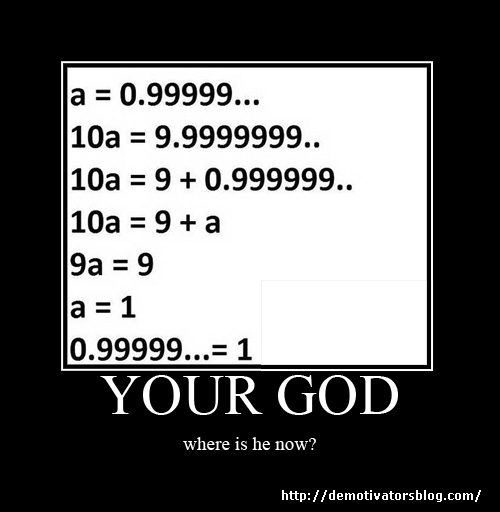 a = 0.99999...
10a = 9.9999999..
10a = 9 + 0.999999..
10a = 9 + a
9a = 9
a = 1
0.99999...= 1
YOUR GOD
where is he now?
http://demotivatorsblog.com/